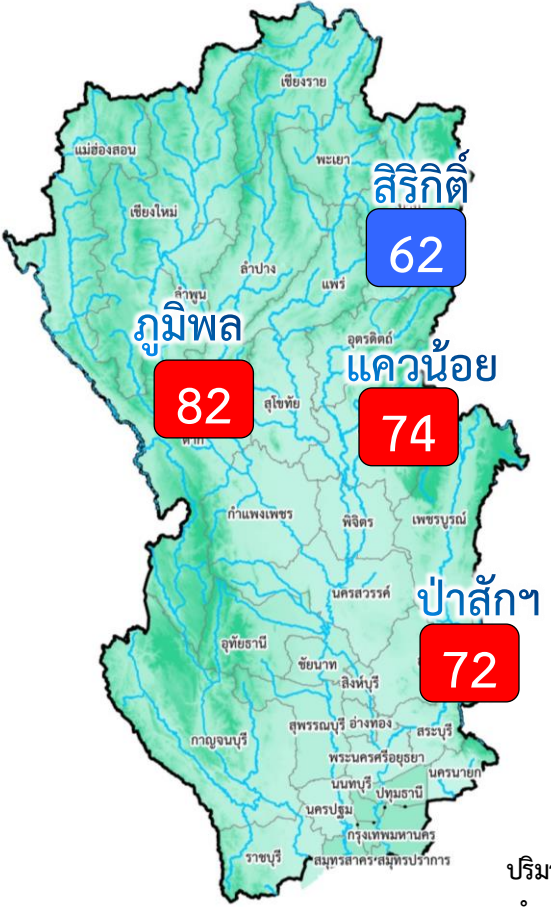 เชียงราย
แม่ฮ่องสอน
พะเยา
สิริกิติ์
เชียงใหม่
62
ลำปาง
แพร่
ลำพูน
ภูมิพล
อุตรดิตถ์
แควน้อย
82
สุโขทัย
74
ตาก
กำแพงเพชร
พิจิตร
เพชรบูรณ์
นครสวรรค์
ป่าสักฯ
อุทัยธานี
ชัยนาท
72
สิงห์บุรี
สุพรรณบุรี อ่างทอง
สระบุรี
กาญจนบุรี
พระนครศรีอยุธยา
นครนายก
นนทบุรี
ปทุมธานี
นครปฐม
กรุงเทพมหานคร
ราชบุรี
สมุทรสาคร สมุทรปราการ